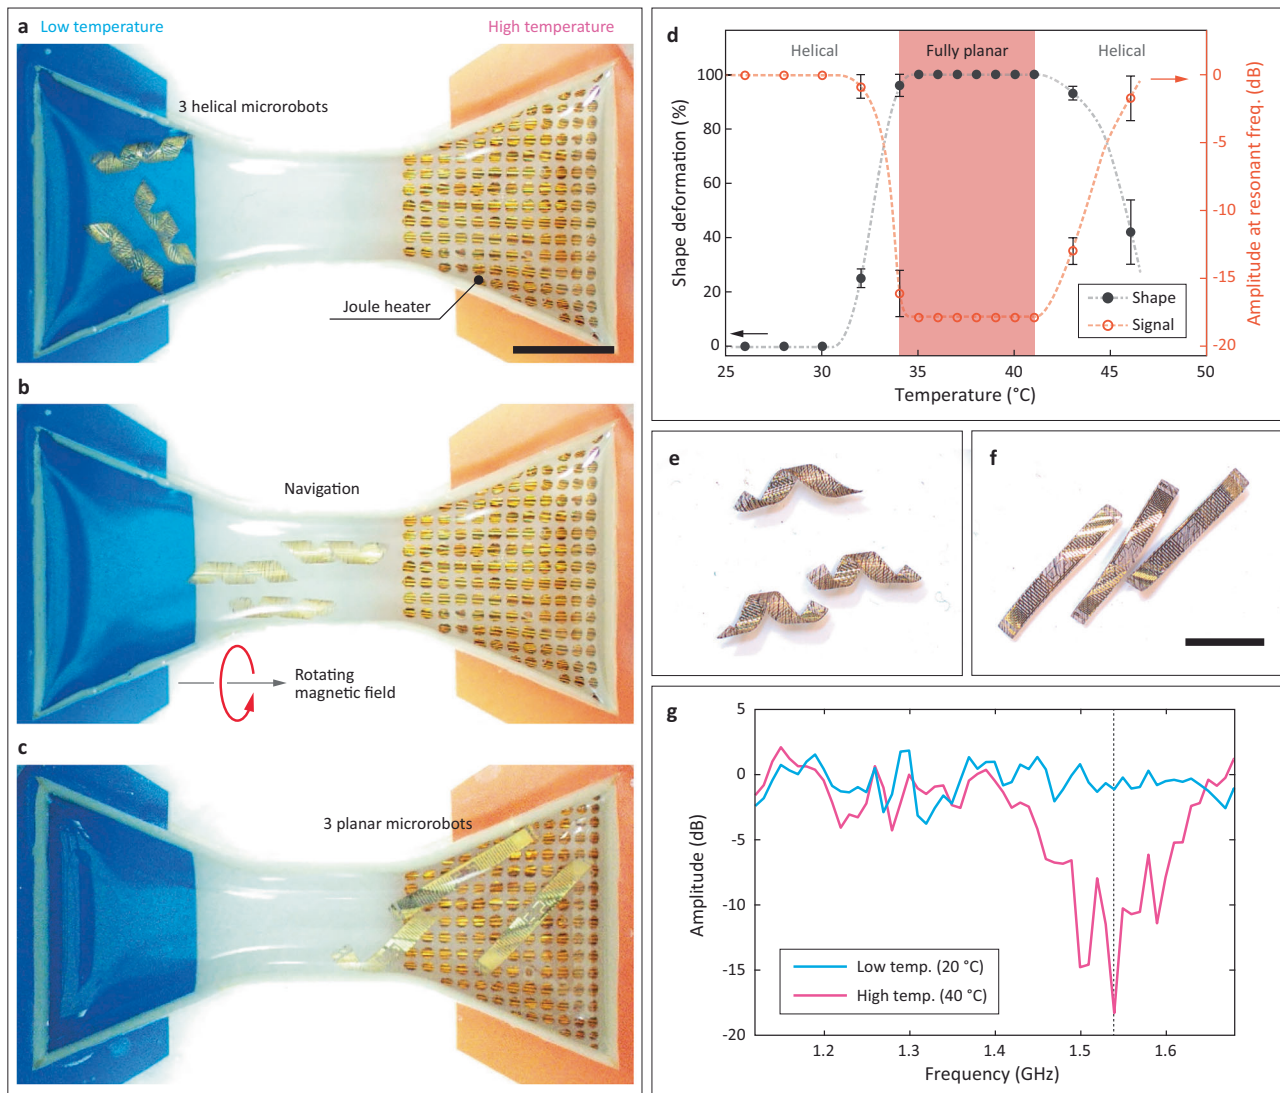 a
Low temperature
High temperature
3 helical microrobots
Joule heater
b
Navigation
Rotating
magnetic field
c
3 planar microrobots
d
Helical
Fully planar
Helical
Shape deformation (%)
100
80
60
40
20
0
25
30
35
40
45
50
Temperature (°C)
0
-5
-10
-15
-20
Amplitude at resonant freq. (dB)
Shape
Signal
e
f
g
Amplitude (dB)
5
0
-5
-10
-15
-20
1.2
1.3
1.4
1.5
1.6
Frequency (GHz)
Low temp. (20 °C)
High temp. (40 °C)